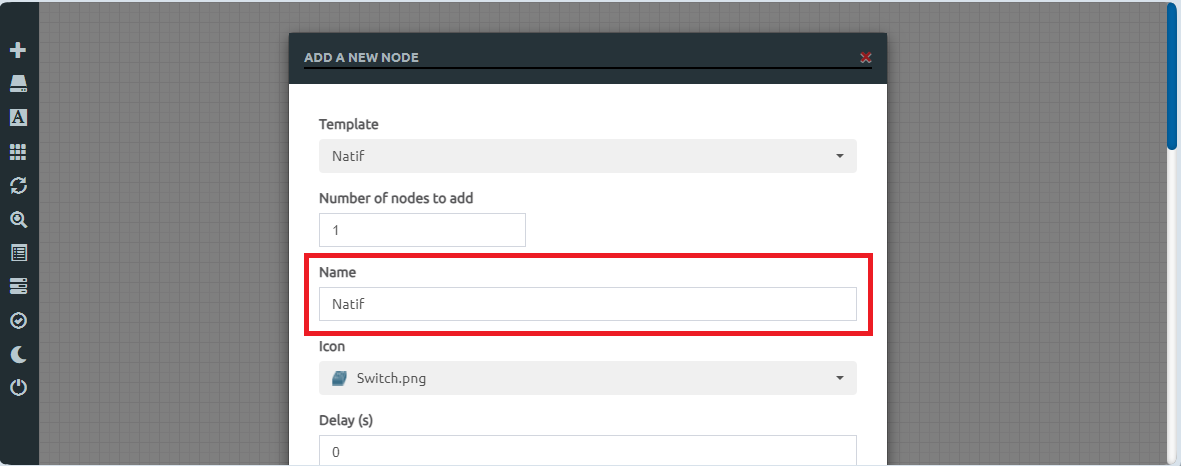 ADD A NEW NODE
Template
Natif
Number of nodes to add
1
Name
Natif
Icon
Switch.png
Delay (s)
0